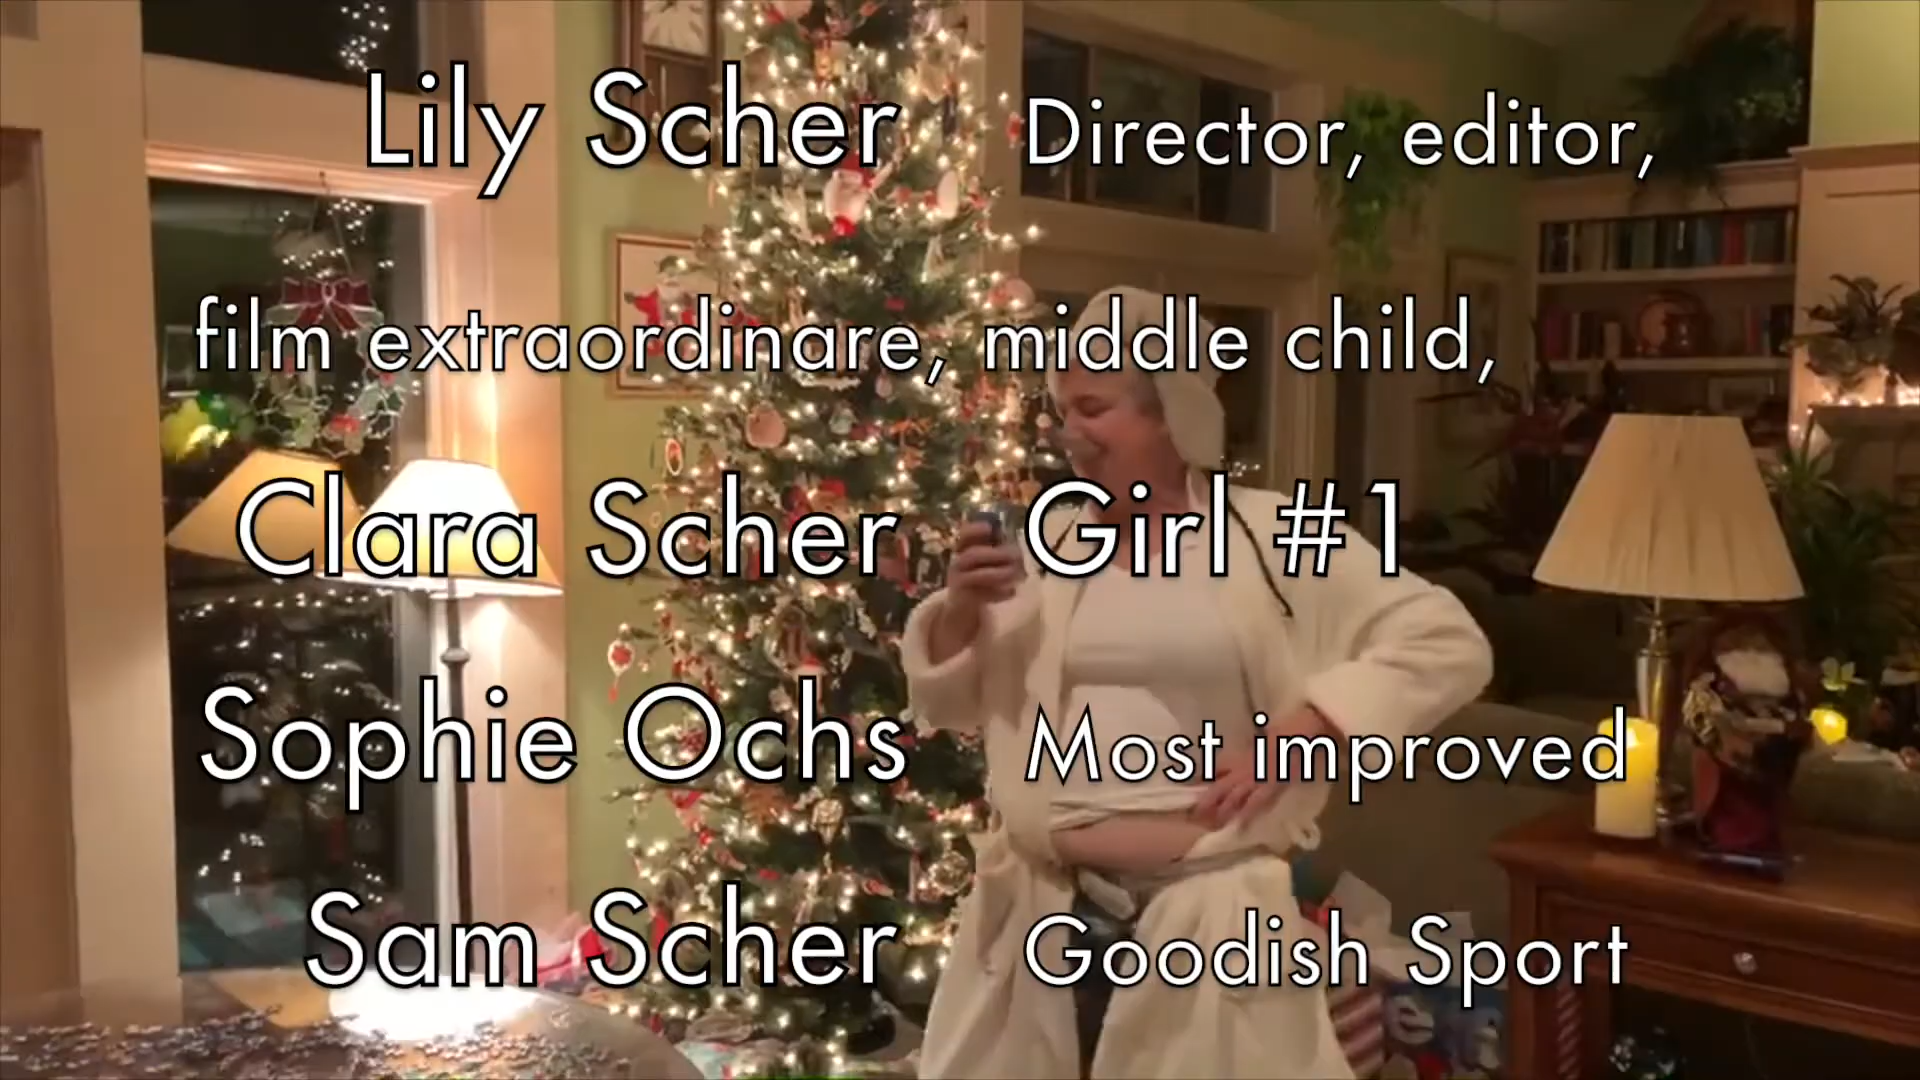 Lily Scher Director, editor,
film extraordinare, middle child,
Clara Scher Girl #1
Sophie Ochs Most improved
Sam Scher Goodish Sport